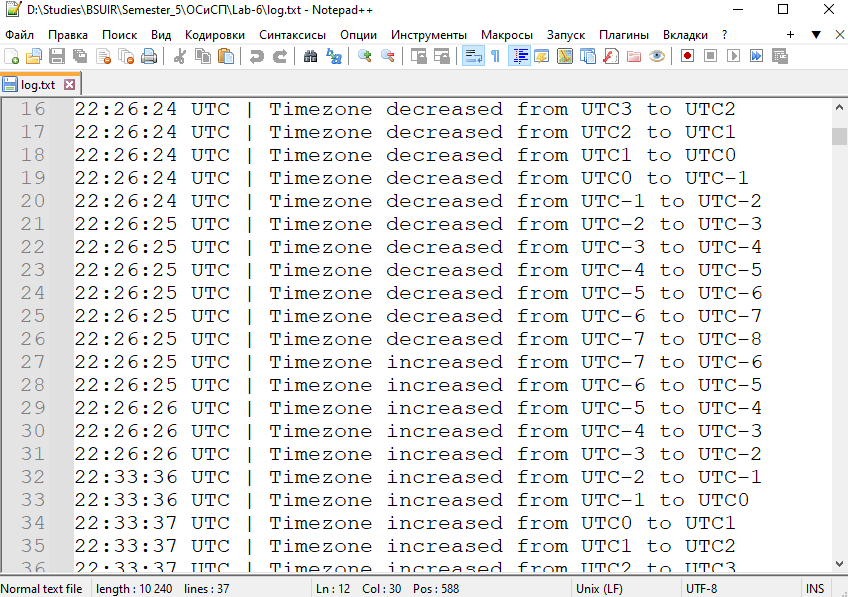 D:\Studies\BSUIR\Semester_5\ОСиСП\Lab-6\log.txt - Notepad++
Файл Правка Поиск Вид Кодировки Синтаксисы Опции Инструменты Макросы Запуск Плагины Вкладки ? + ▼ X
log.txt
16 22:26:24 UTC | Timezone decreased from UTC3 to UTC2
17 22:26:24 UTC | Timezone decreased from UTC2 to UTC1
18 22:26:24 UTC | Timezone decreased from UTC1 to UTC0
19 22:26:24 UTC | Timezone decreased from UTC0 to UTC-1
20 22:26:24 UTC | Timezone decreased from UTC-1 to UTC-2
21 22:26:25 UTC | Timezone decreased from UTC-2 to UTC-3
22 22:26:25 UTC | Timezone decreased from UTC-3 to UTC-4
23 22:26:25 UTC | Timezone decreased from UTC-4 to UTC-5
24 22:26:25 UTC | Timezone decreased from UTC-5 to UTC-6
25 22:26:25 UTC | Timezone decreased from UTC-6 to UTC-7
26 22:26:25 UTC | Timezone decreased from UTC-7 to UTC-8
27 22:26:25 UTC | Timezone increased from UTC-7 to UTC-6
28 22:26:25 UTC | Timezone increased from UTC-6 to UTC-5
29 22:26:26 UTC | Timezone increased from UTC-5 to UTC-4
30 22:26:26 UTC | Timezone increased from UTC-4 to UTC-3
31 22:26:26 UTC | Timezone increased from UTC-3 to UTC-2
32 22:33:36 UTC | Timezone increased from UTC-2 to UTC-1
33 22:33:36 UTC | Timezone increased from UTC-1 to UTC0
34 22:33:37 UTC | Timezone increased from UTC0 to UTC1
35 22:33:37 UTC | Timezone increased from UTC1 to UTC2
36 22:33:37 UTC | Timezone increased from UTC2 to UTC3
Normal text file length : 10 240 lines : 37 Ln : 12 Col : 30 Pos : 588 Unix (LF) UTF-8 INS